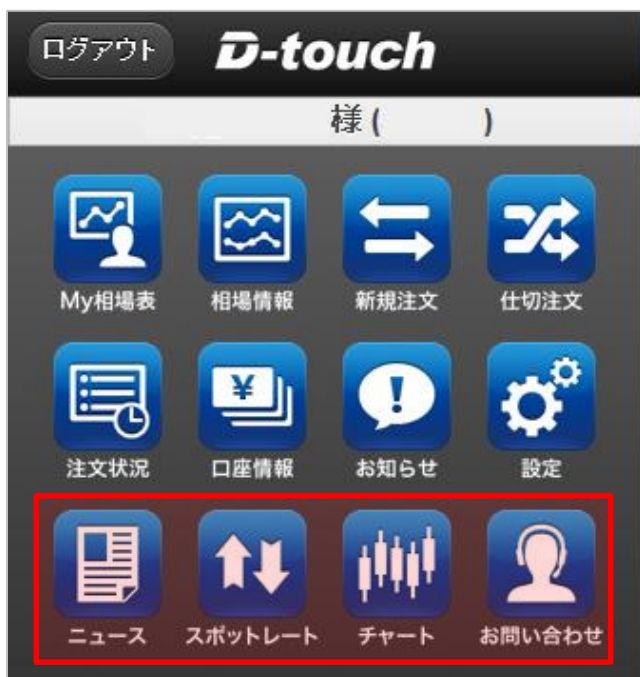 ログアウト D-touch
様 ( )
My相場表 相場情報 新規注文 仕切注文
注文状況 口座情報 お知らせ 設定
ニュース スポットレート チャート お問い合わせ